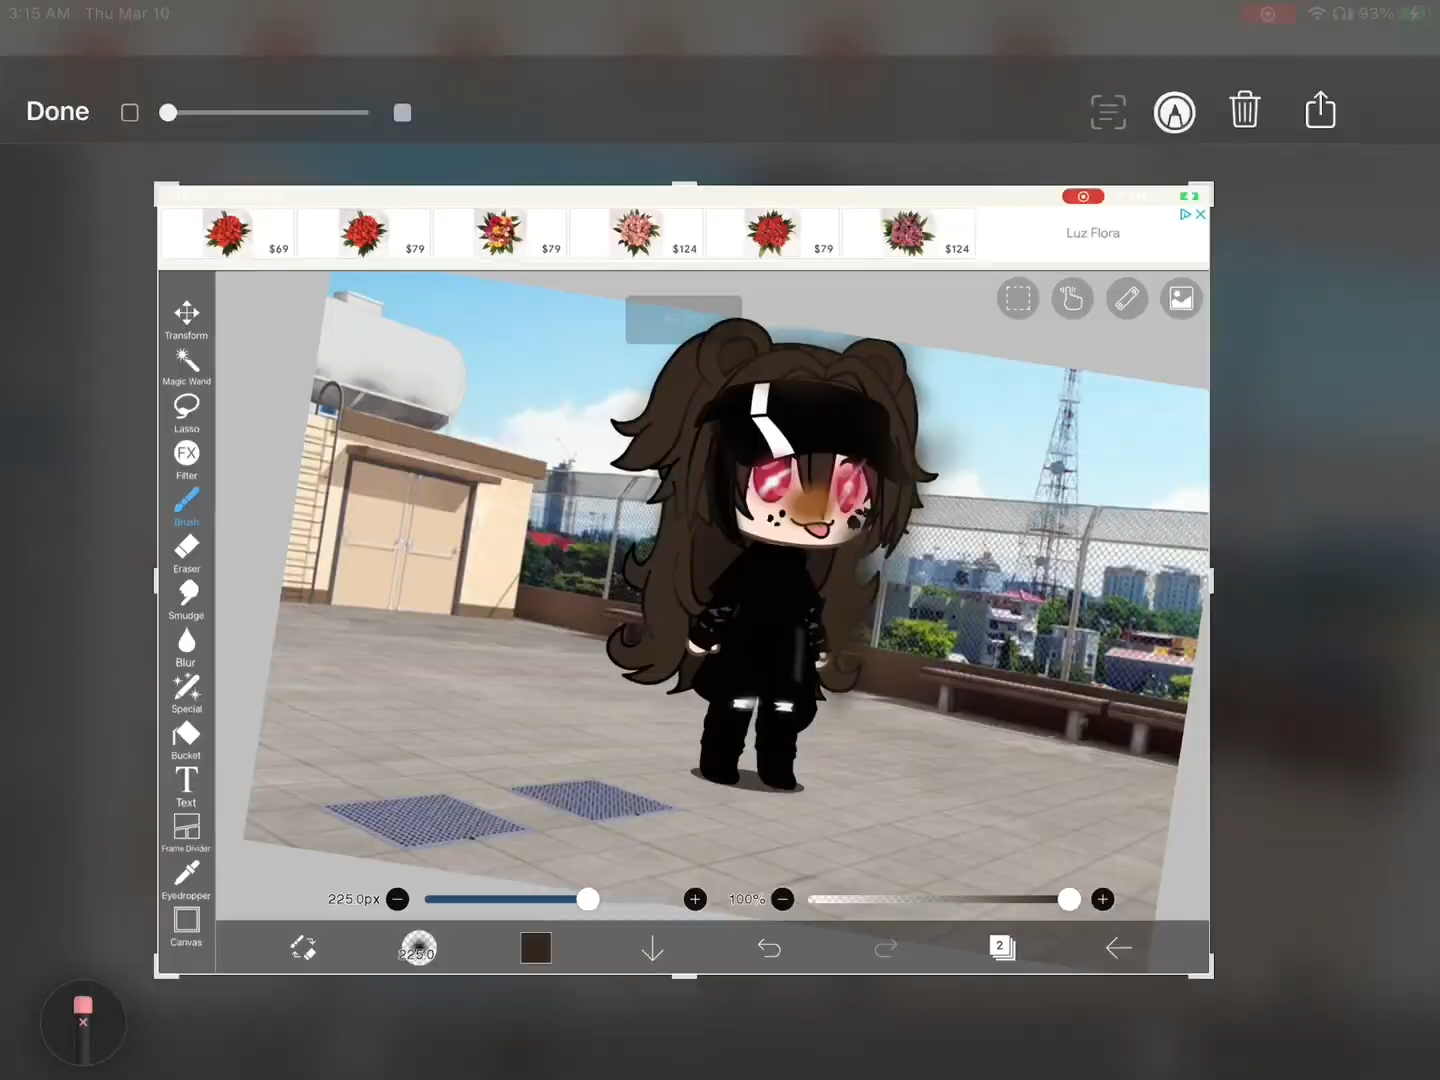 3:15 AM Thu Mar 10
93%
Done
$69
$79
$79
$124
$79
$124
Luz Flora
Transform
Magic Wand
Lasso
FX
Filter
Brush
Eraser
Smudge
Blur
Special
Bucket
T
Text
Frame Divider
Eyedropper
Canvas
225.0px
100%
225.0
2